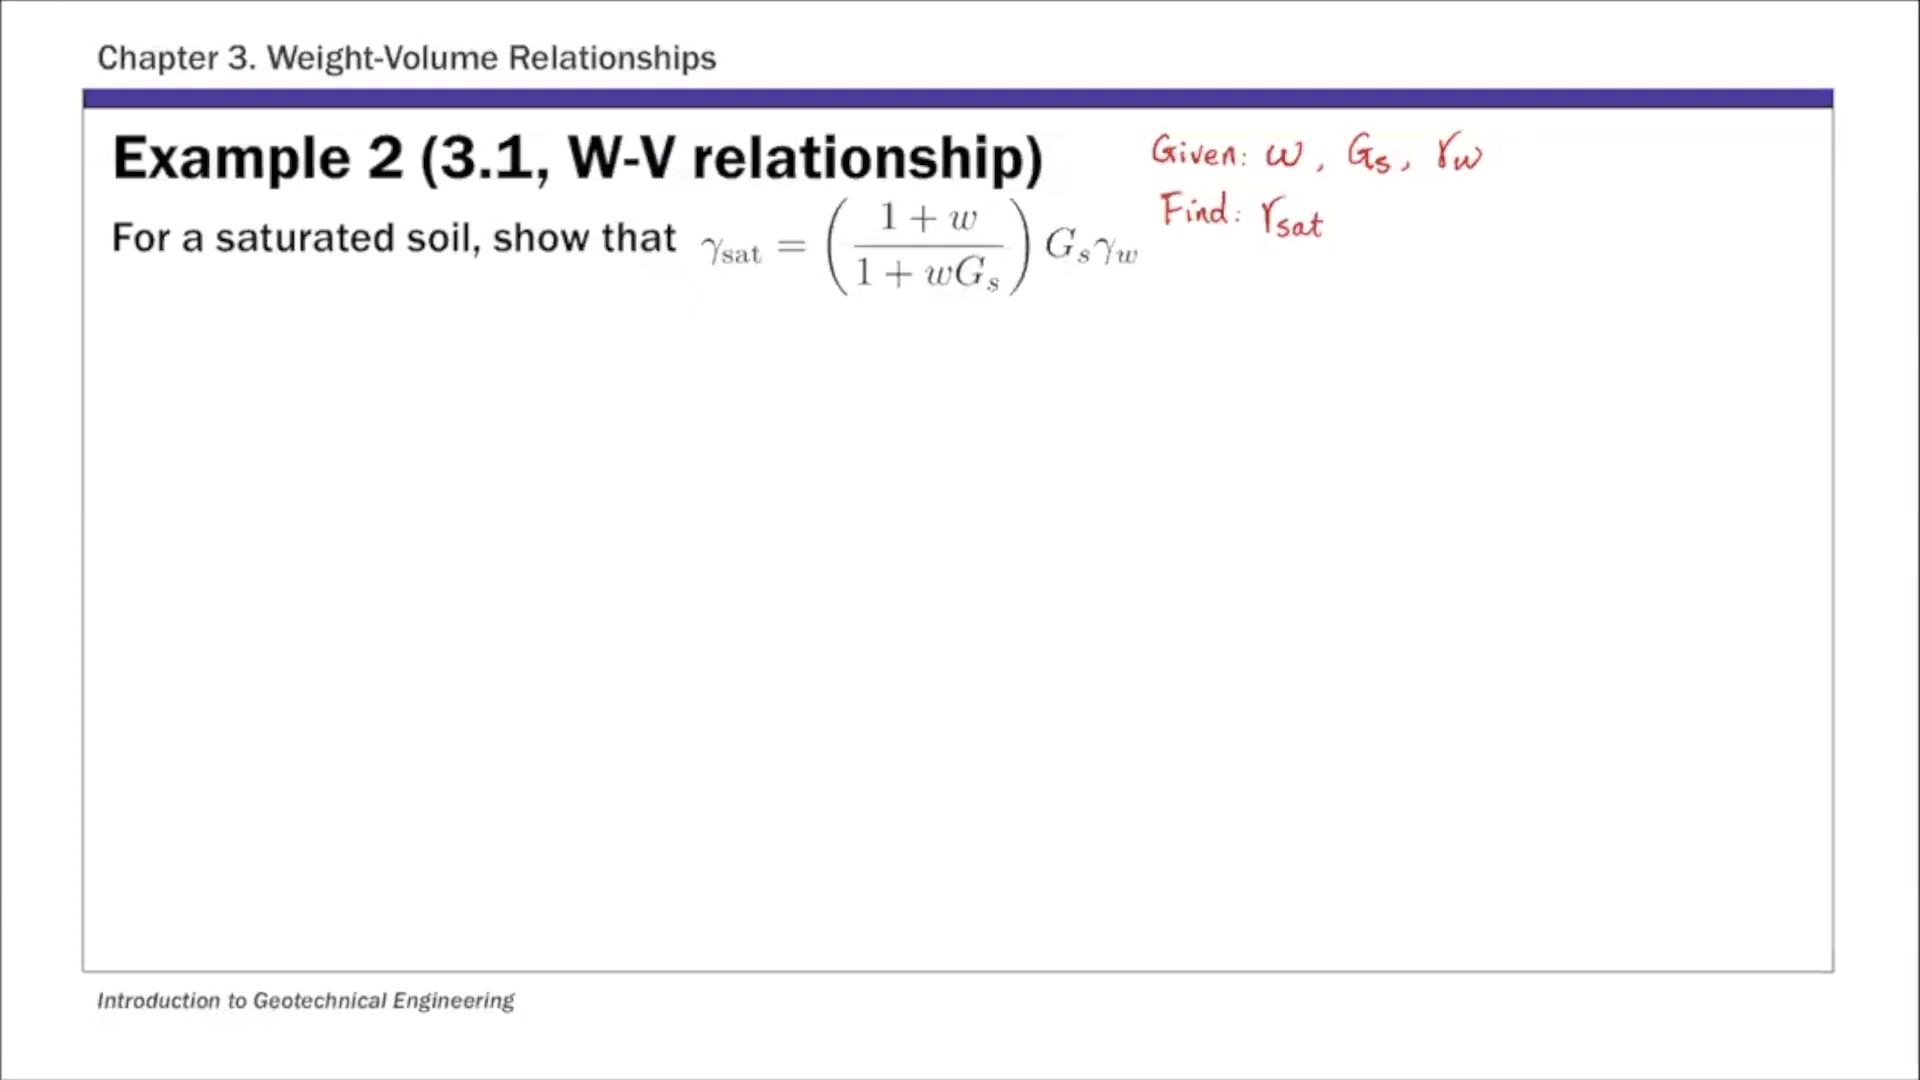 Chapter 3. Weight-Volume Relationships
Example 2 (3.1, W-V relationship)
Given: w, Gs, γw
Find: γsat
For a saturated soil, show that γsat = ( (1 + w) / (1 + wGs) ) Gsγw
Introduction to Geotechnical Engineering